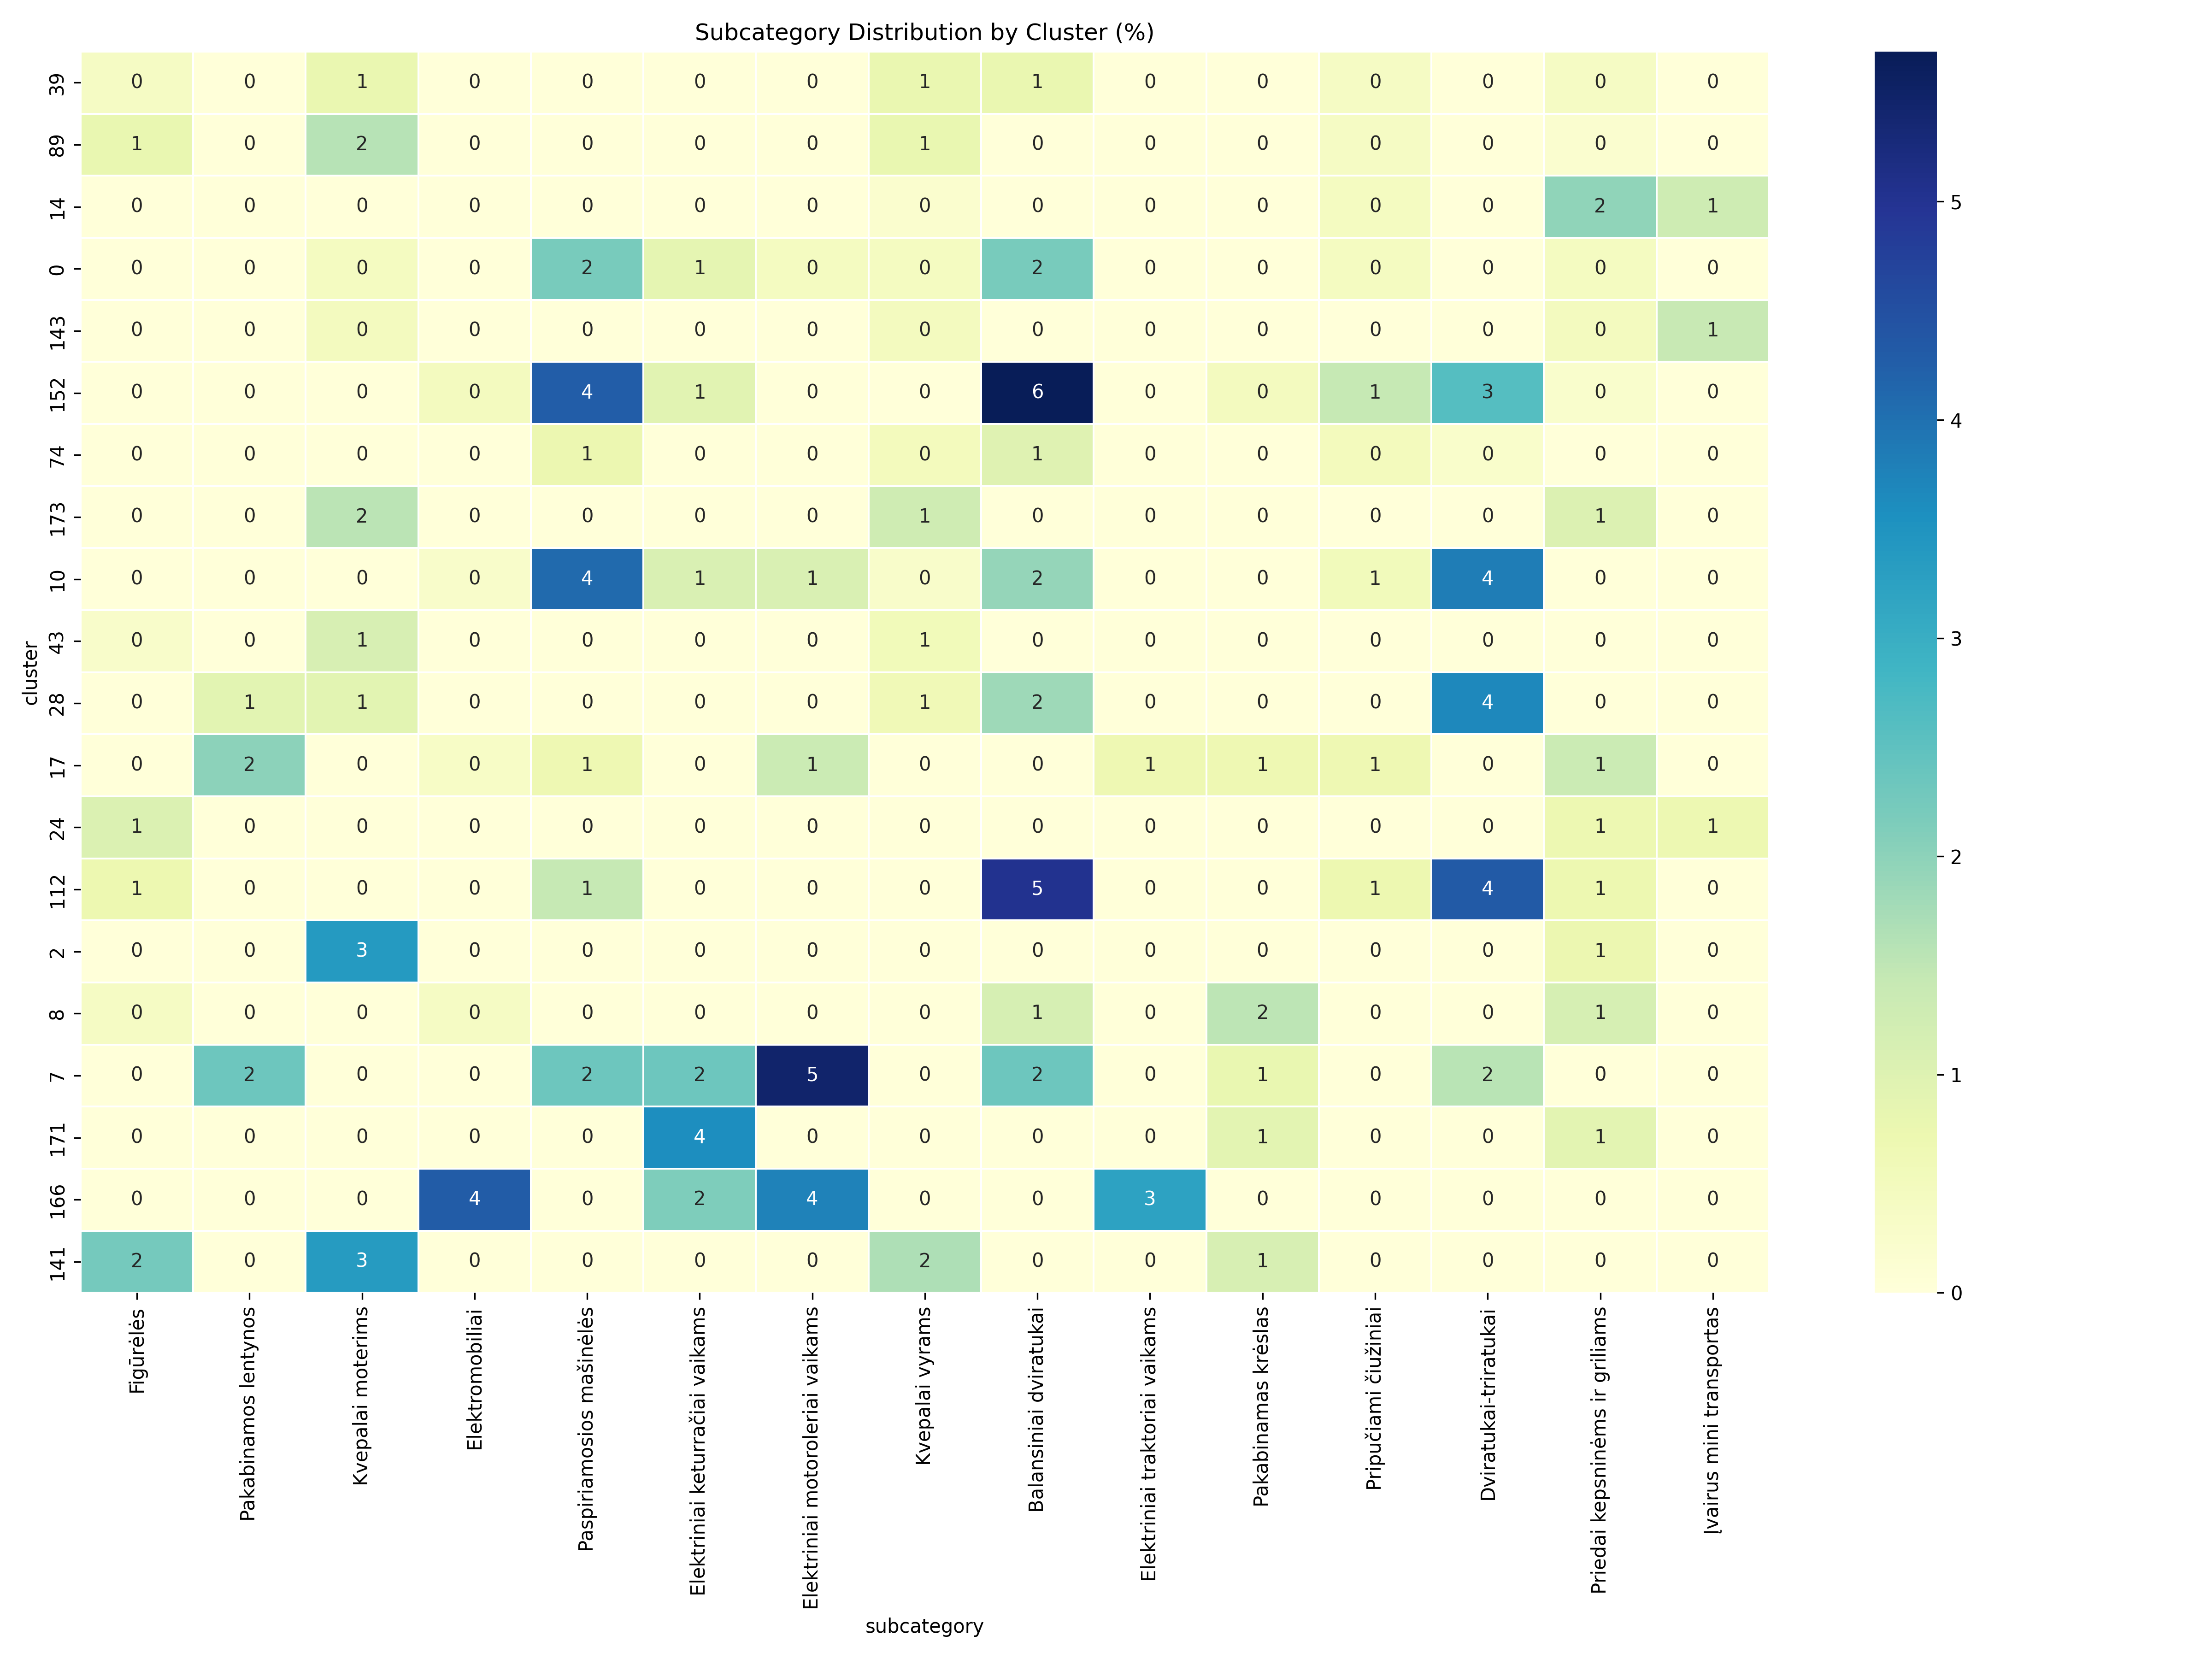 Subcategory Distribution by Cluster (%)
39 0 0 1 0 0 0 0 1 1 0 0 0 0 0 0
89 1 0 2 0 0 0 0 1 0 0 0 0 0 0 0
14 0 0 0 0 0 0 0 0 0 0 0 0 0 2 1
0 0 0 0 0 2 1 0 0 2 0 0 0 0 0 0
143 0 0 0 0 0 0 0 0 0 0 0 0 0 0 1
152 0 0 0 0 4 1 0 0 6 0 0 1 3 0 0
74 0 0 0 0 1 0 0 0 1 0 0 0 0 0 0
173 0 0 2 0 0 0 0 1 0 0 0 0 0 1 0
10 0 0 0 0 4 1 1 0 2 0 0 1 4 0 0
43 0 0 1 0 0 0 0 1 0 0 0 0 0 0 0
28 0 1 1 0 0 0 0 1 2 0 0 0 4 0 0
17 0 2 0 0 1 0 1 0 0 1 1 1 0 1 0
24 1 0 0 0 0 0 0 0 0 0 0 0 0 1 1
112 1 0 0 0 1 0 0 0 5 0 0 1 4 1 0
2 0 0 3 0 0 0 0 0 0 0 0 0 0 1 0
8 0 0 0 0 0 0 0 0 1 0 2 0 0 1 0
7 0 2 0 0 2 2 5 0 2 0 1 0 2 0 0
171 0 0 0 0 0 4 0 0 0 0 1 0 0 1 0
166 0 0 0 4 0 2 4 0 0 3 0 0 0 0 0
141 2 0 3 0 0 0 0 2 0 0 1 0 0 0 0
cluster
Figūrėlės
Pakabinamos lentynos
Kvepalai moterims
Elektromobiliai
Paspiriamosios mašinėlės
Elektriniai keturračiai vaikams
Elektriniai motoroleriai vaikams
Kvepalai vyrams
Balansiniai dviratukai
Elektriniai traktoriai vaikams
Pakabinamas krėslas
Pripučiami čiužiniai
Dviratukai-triratukai
Priedai kepsninėms ir griliams
Įvairus mini transportas
subcategory
5
4
3
2
1
0